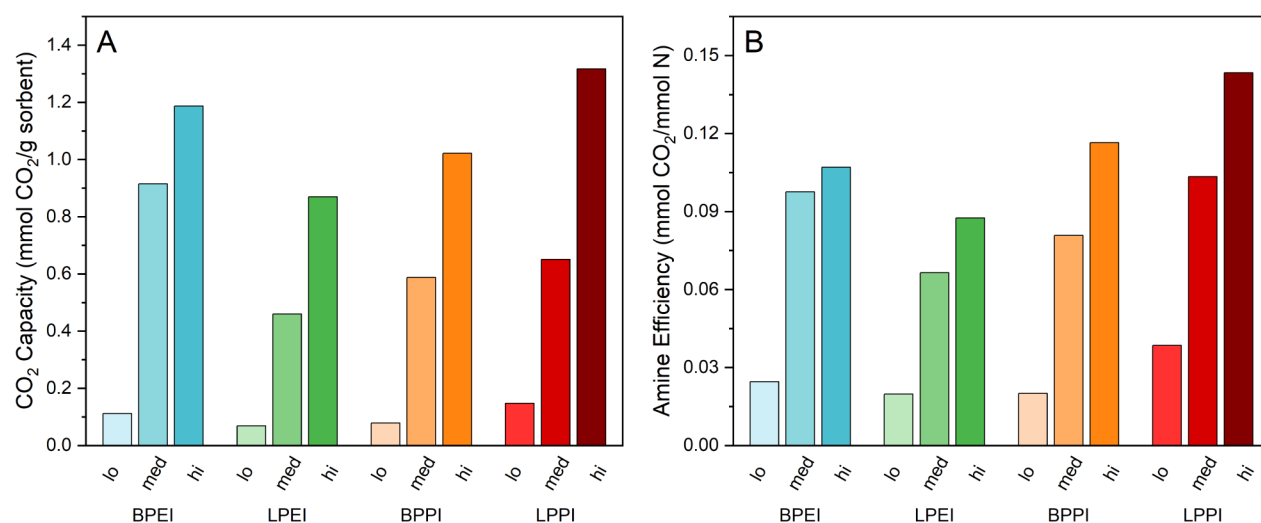 A
CO₂ Capacity (mmol CO₂/g sorbent)
1.4
1.2
1.0
0.8
0.6
0.4
0.2
0.0
lo med hi lo med hi lo med hi lo med hi
BPEI LPEI BPPI LPPI
B
Amine Efficiency (mmol CO₂/mmol N)
0.15
0.12
0.09
0.06
0.03
0.00
lo med hi lo med hi lo med hi lo med hi
BPEI LPEI BPPI LPPI